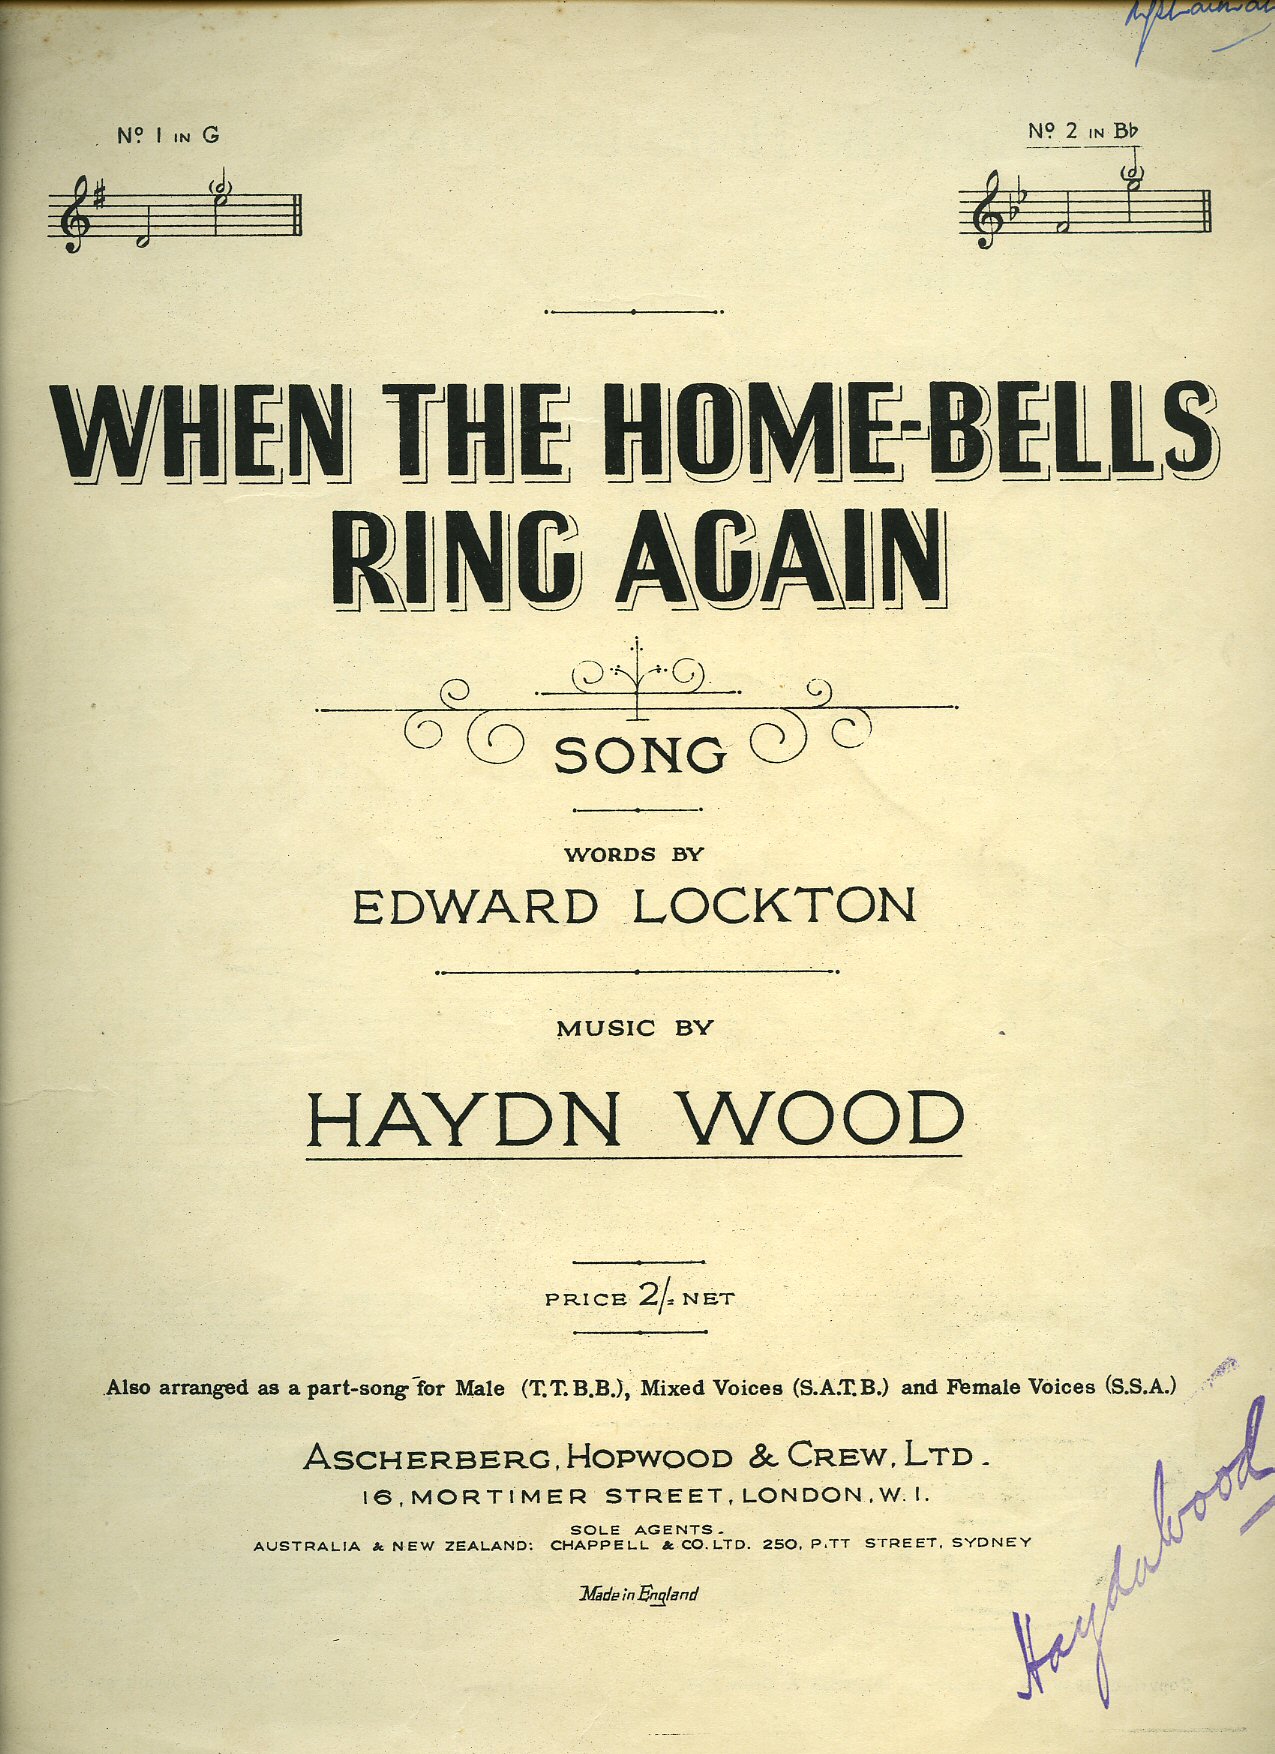 Nº 1 IN G
Nº 2 IN B♭
WHEN THE HOME-BELLS
RING AGAIN
SONG
WORDS BY
EDWARD LOCKTON
MUSIC BY
HAYDN WOOD
PRICE 2/= NET
Also arranged as a part-song for Male (T.T.B.B.), Mixed Voices (S.A.T.B.) and Female Voices (S.S.A.)
ASCHERBERG, HOPWOOD & CREW, LTD.
16, MORTIMER STREET, LONDON, W. 1.
SOLE AGENTS.
AUSTRALIA & NEW ZEALAND: CHAPPELL & CO. LTD. 250, PITT STREET, SYDNEY
Made in England
Haydn Wood